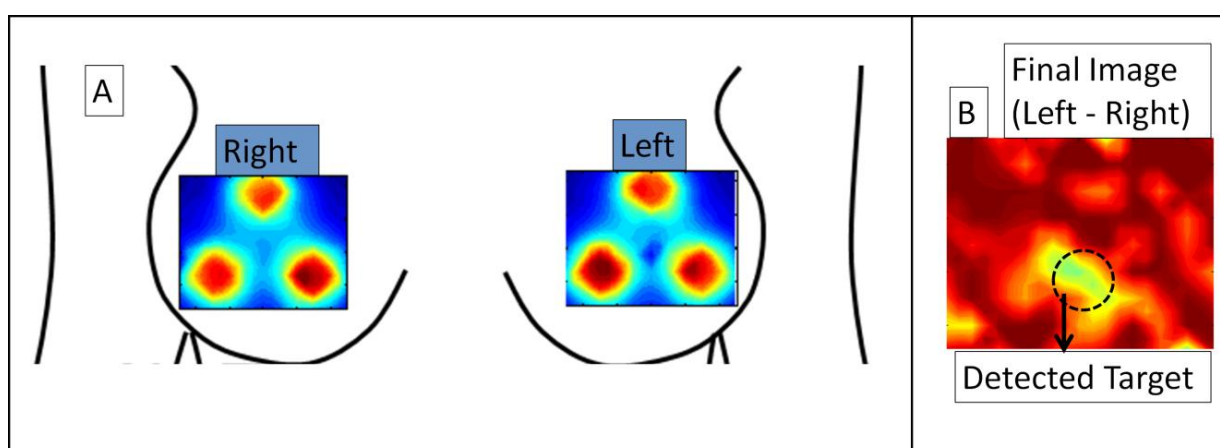 A
Right
Left
B
Final Image
(Left - Right)
Detected Target